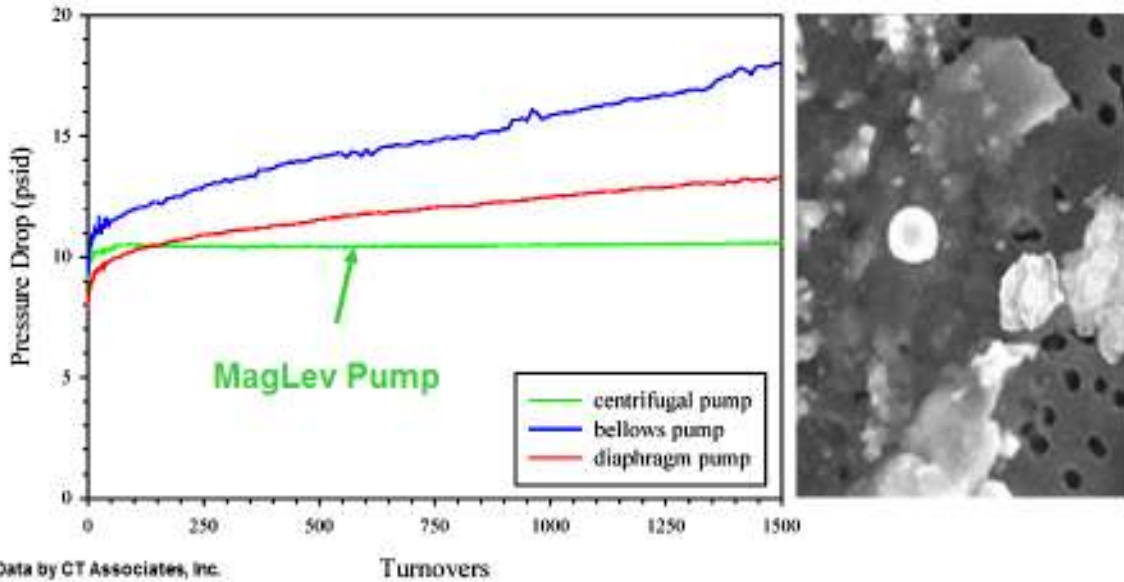 20
15
10
5
0
Pressure Drop (psid)
MagLev Pump
centrifugal pump
bellows pump
diaphragm pump
0 250 500 750 1000 1250 1500
Turnovers
Data by CT Associates, Inc.